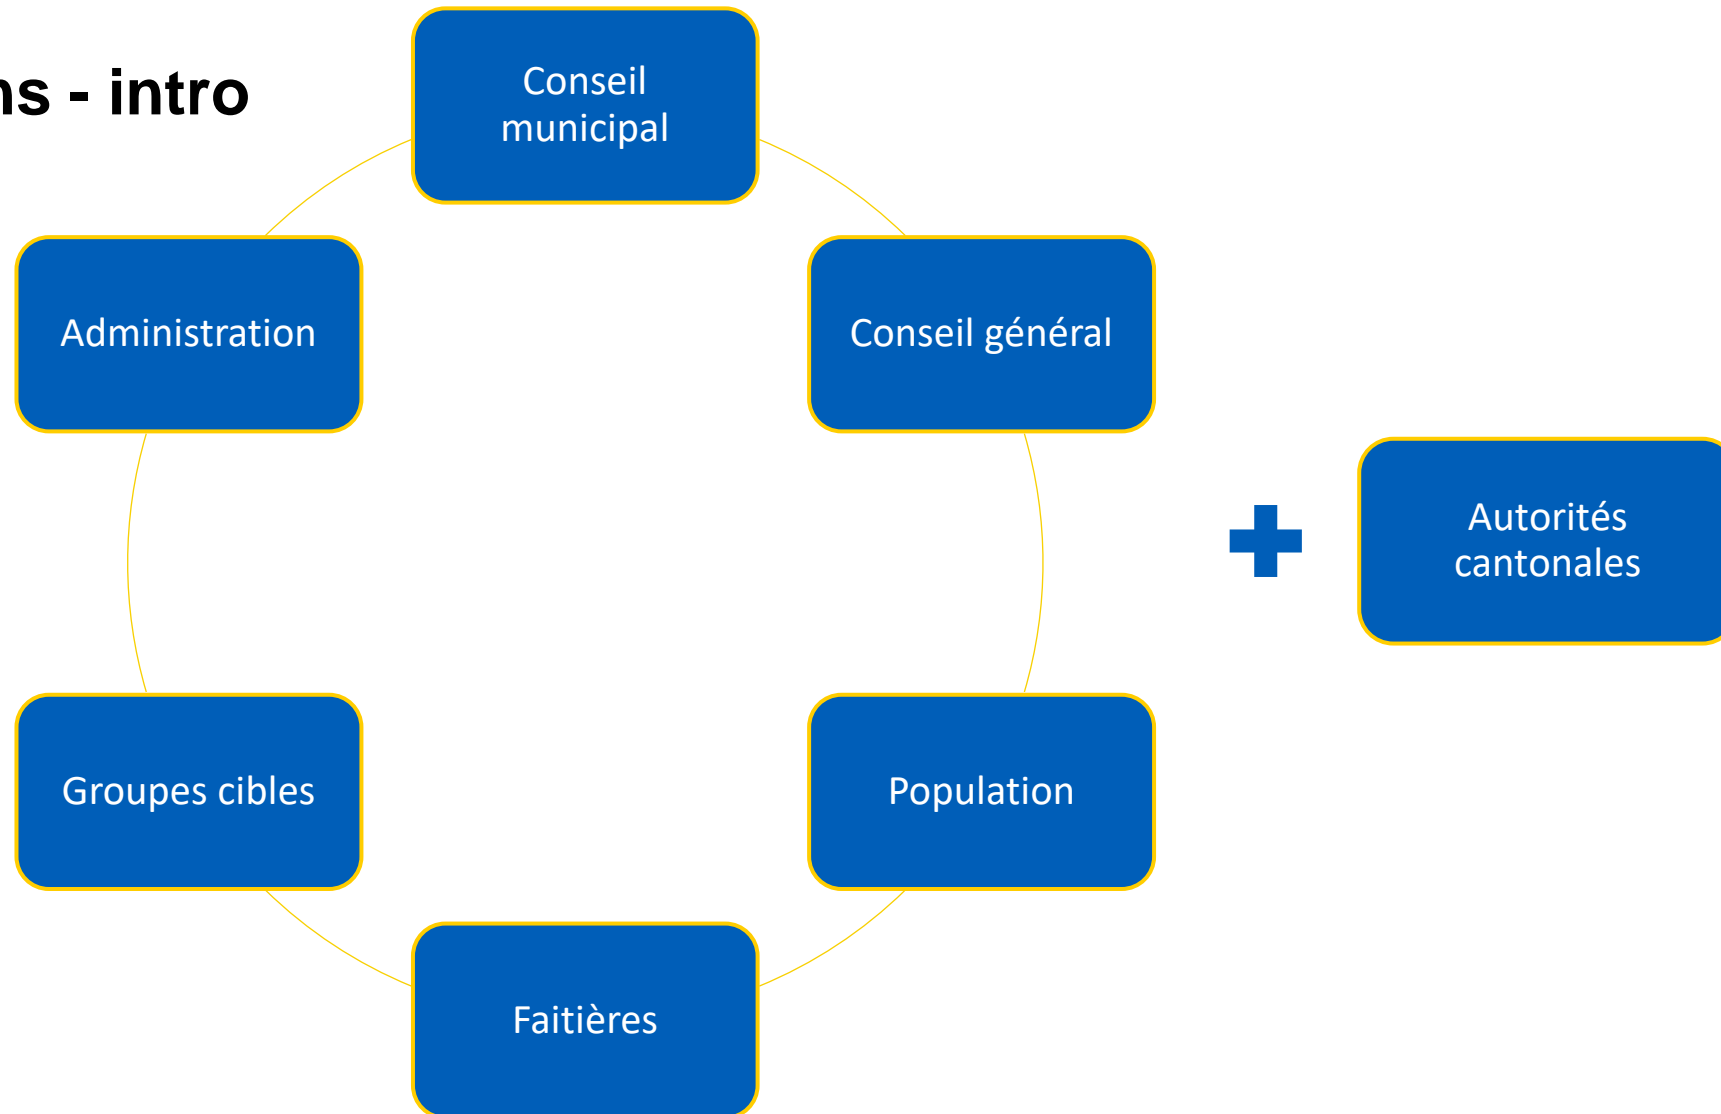 ns - intro
Conseil
municipal
Administration
Conseil général
Autorités
cantonales
Groupes cibles
Population
Faitières